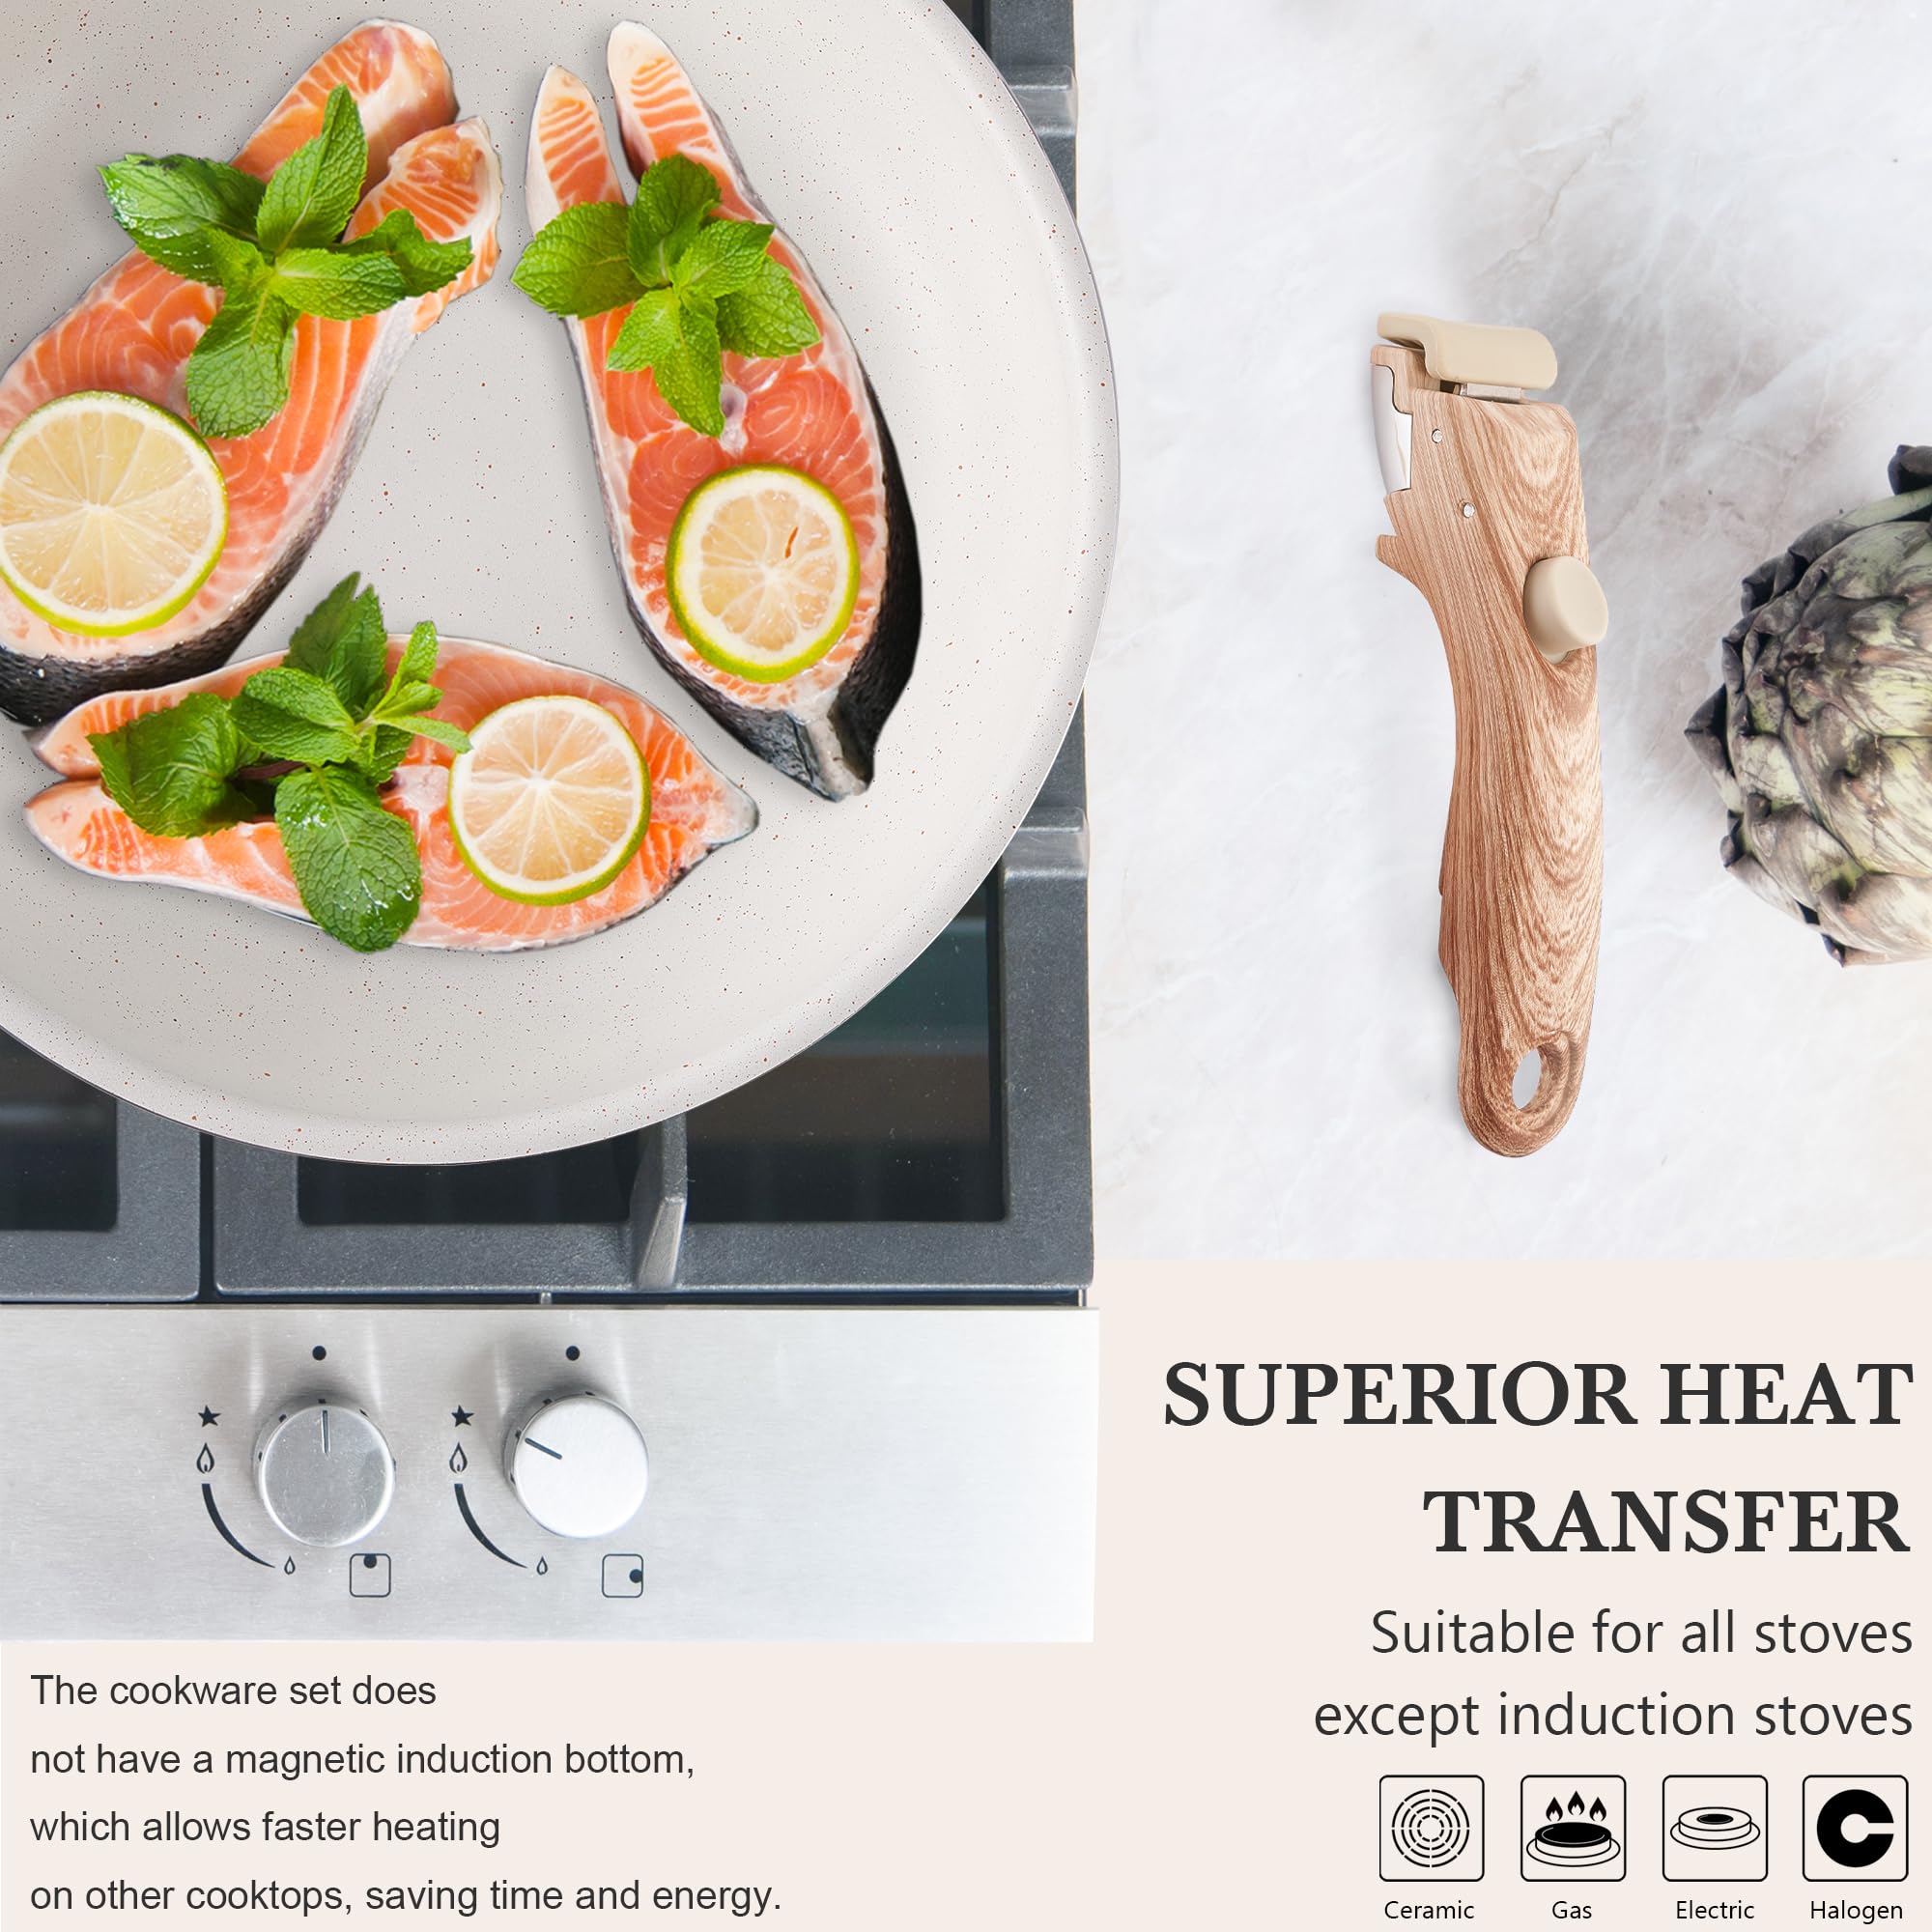 SUPERIOR HEAT
TRANSFER
Suitable for all stoves
except induction stoves
Ceramic Gas Electric Halogen
The cookware set does
not have a magnetic induction bottom,
which allows faster heating
on other cooktops, saving time and energy.